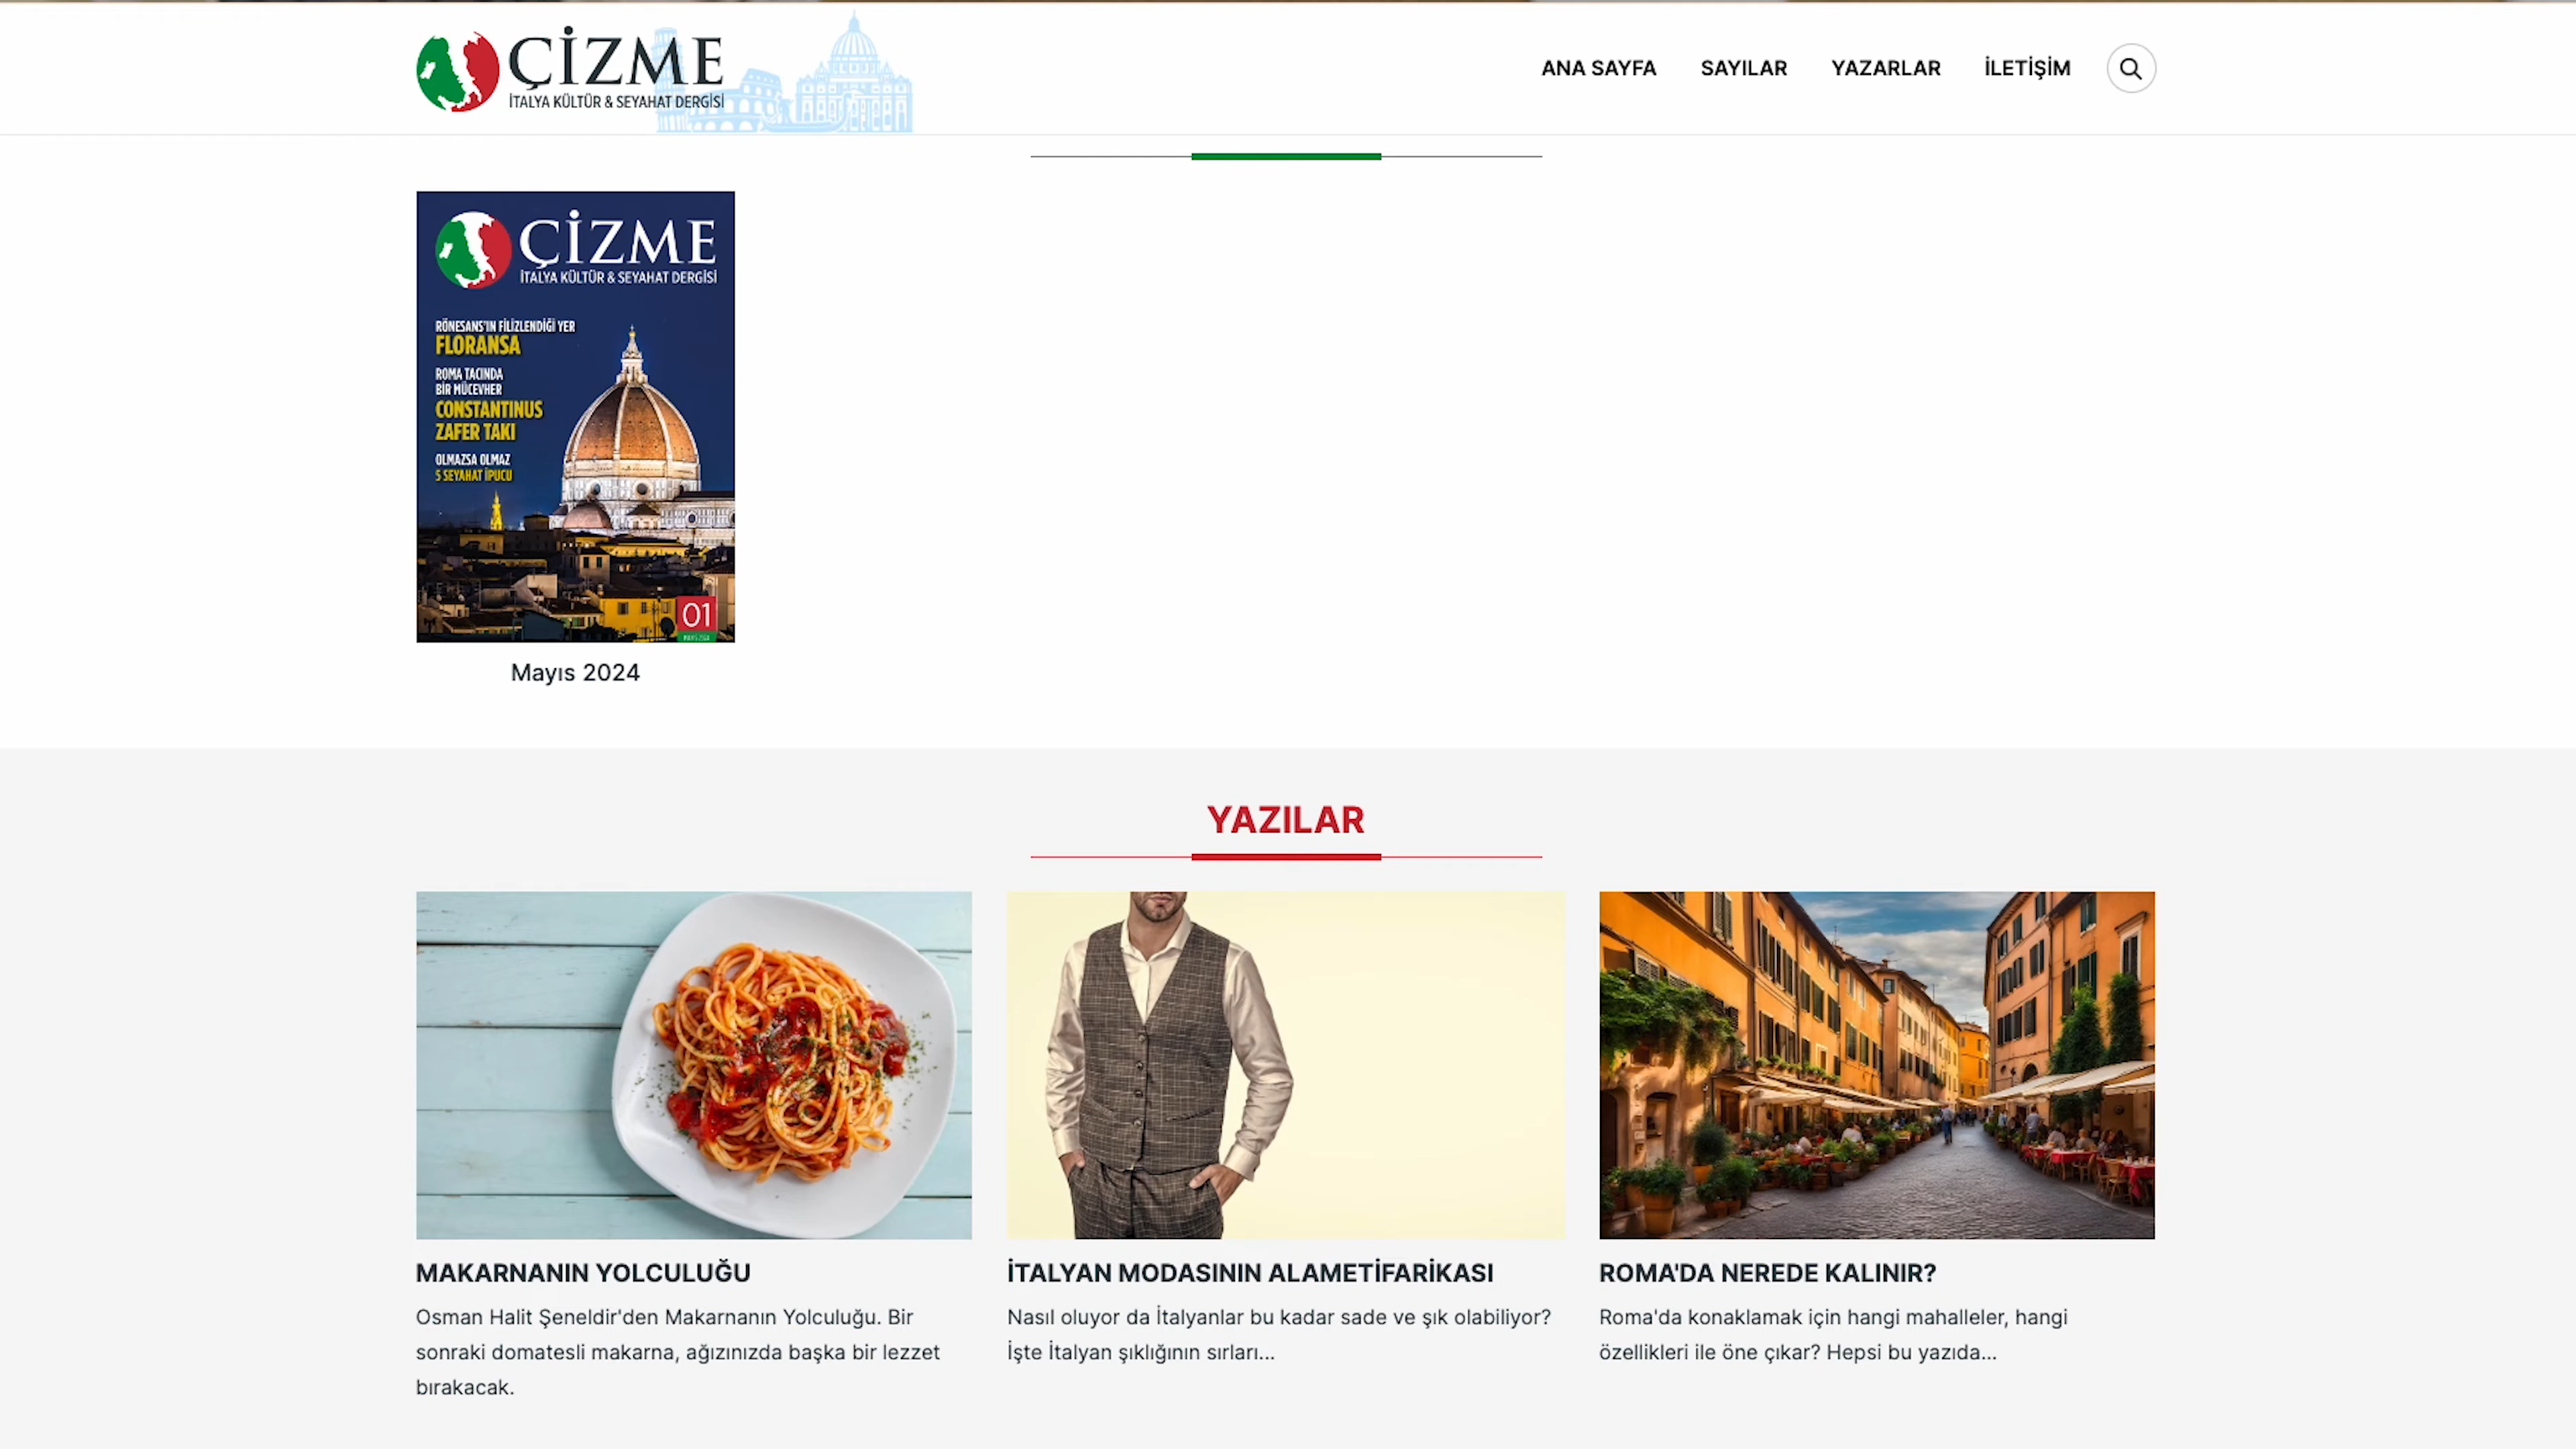 ÇİZME
İTALYA KÜLTÜR & SEYAHAT DERGİSİ
ANA SAYFA
SAYILAR
YAZARLAR
İLETİŞİM
ÇİZME
İTALYA KÜLTÜR & SEYAHAT DERGİSİ
RÖNESANS'IN FİLİZLENDİĞİ YER
FLORANSA
ROMA TACINDA
BİR MÜCEVHER
CONSTANTINUS
ZAFER TAKI
OLMAZSA OLMAZ
5 SEYAHAT İPUCU
01
Mayıs 2024
YAZILAR
MAKARNANIN YOLCULUĞU
Osman Halit Şeneldir'den Makarnanın Yolculuğu. Bir
sonraki domatesli makarna, ağızınızda başka bir lezzet
bırakacak.
İTALYAN MODASININ ALAMETİFARİKASI
Nasıl oluyor da İtalyanlar bu kadar sade ve şık olabiliyor?
İşte İtalyan şıklığının sırları...
ROMA'DA NEREDE KALINIR?
Roma'da konaklamak için hangi mahalleler, hangi
özellikleri ile öne çıkar? Hepsi bu yazıda...